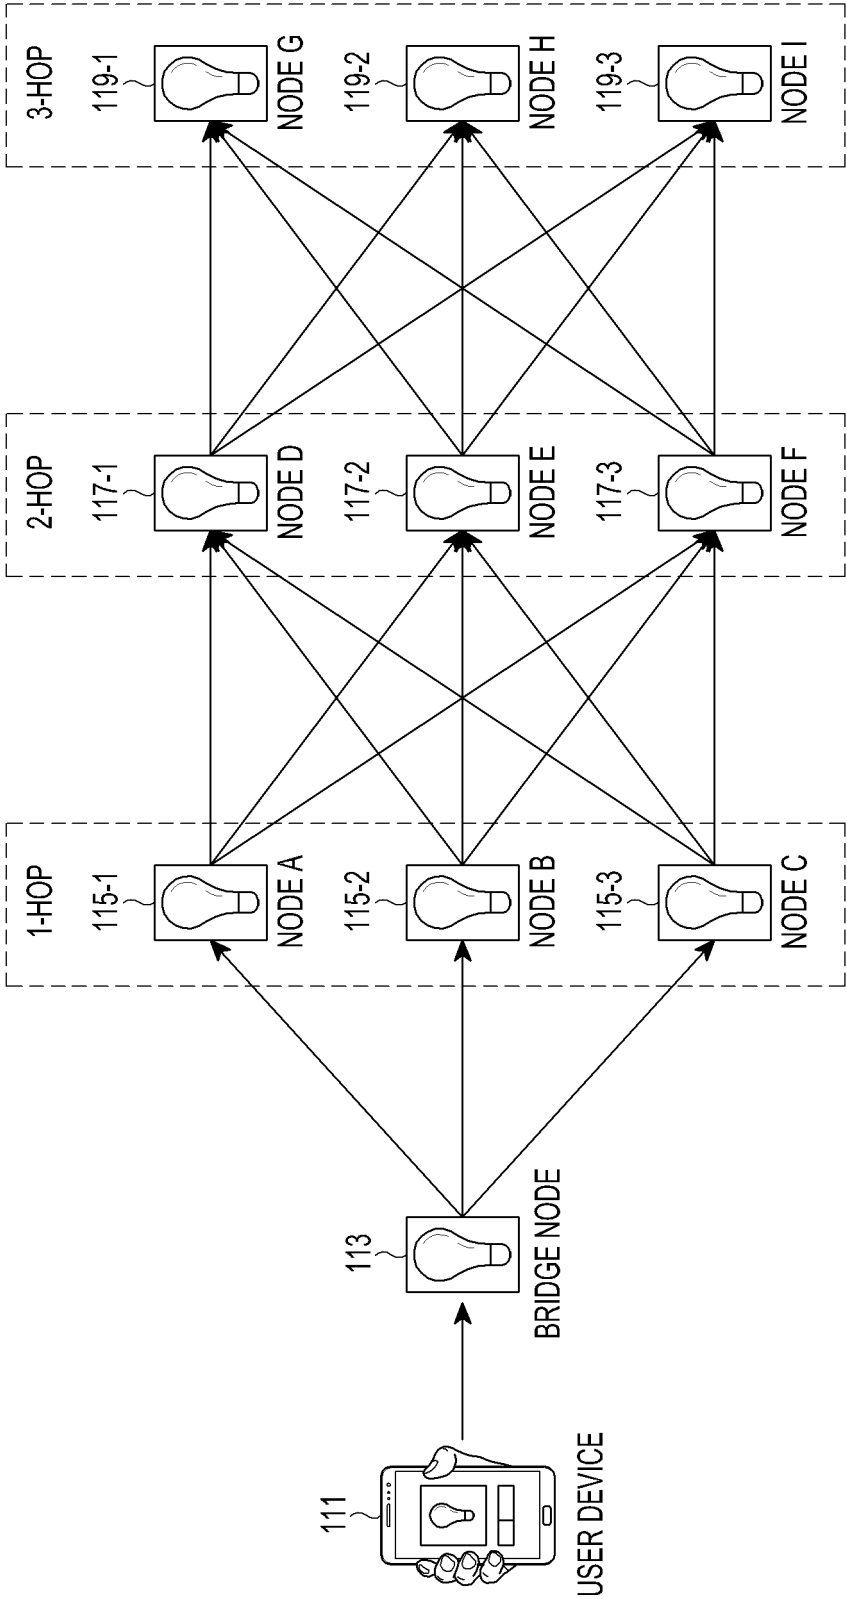 1-HOP
2-HOP
3-HOP
115-1
NODE A
117-1
NODE D
119-1
NODE G
111
USER DEVICE
113
BRIDGE NODE
115-2
NODE B
117-2
NODE E
119-2
NODE H
115-3
NODE C
117-3
NODE F
119-3
NODE I